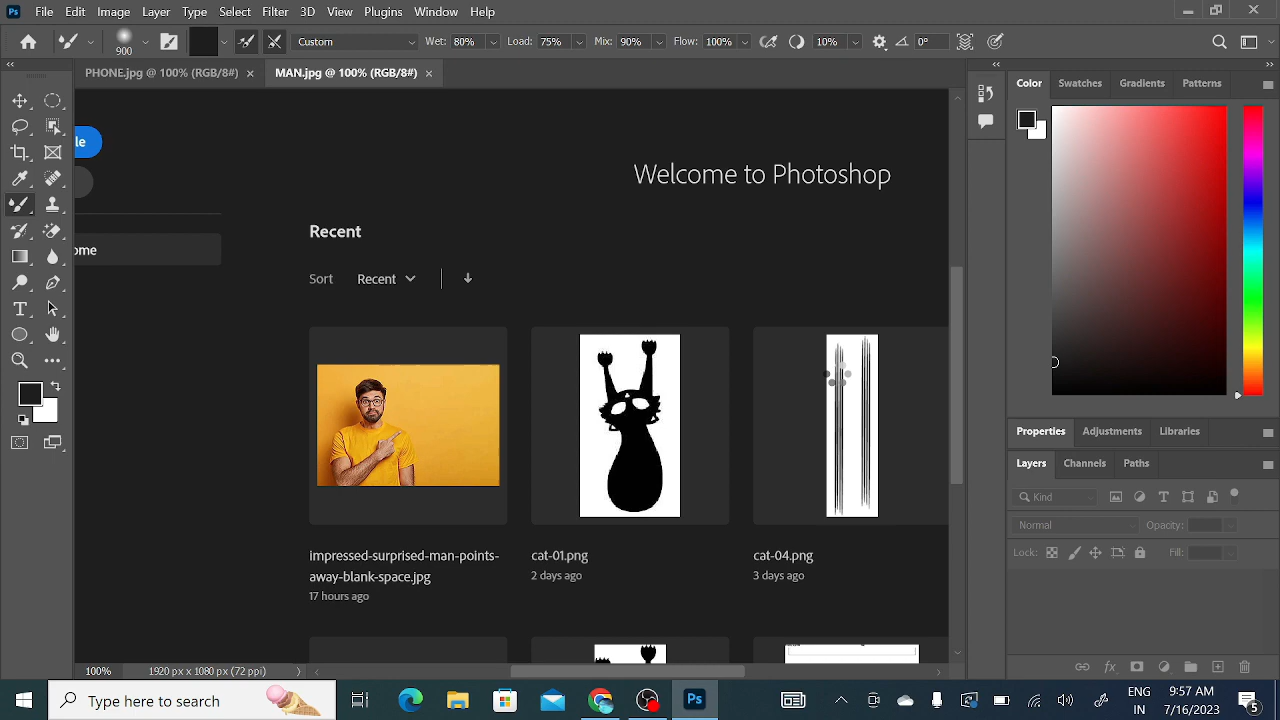 Ps File Edit Image Layer Type Select Filter 3D View Plugins Window Help
900 Custom Wet: 80% Load: 75% Mix: 90% Flow: 100% 10% 0°
PHONE.jpg @ 100% (RGB/8#) × MAN.jpg @ 100% (RGB/8#) ×
Color Swatches Gradients Patterns
le
Welcome to Photoshop
Recent
ome
Sort Recent
impressed-surprised-man-points-
away-blank-space.jpg
17 hours ago
cat-01.png
2 days ago
cat-04.png
3 days ago
Properties Adjustments Libraries
Layers Channels Paths
Kind
Normal Opacity:
Lock: Fill:
100% 1920 px x 1080 px (72 ppi)
Type here to search
Ps
ENG
IN
9:57 AM
7/16/2023
5